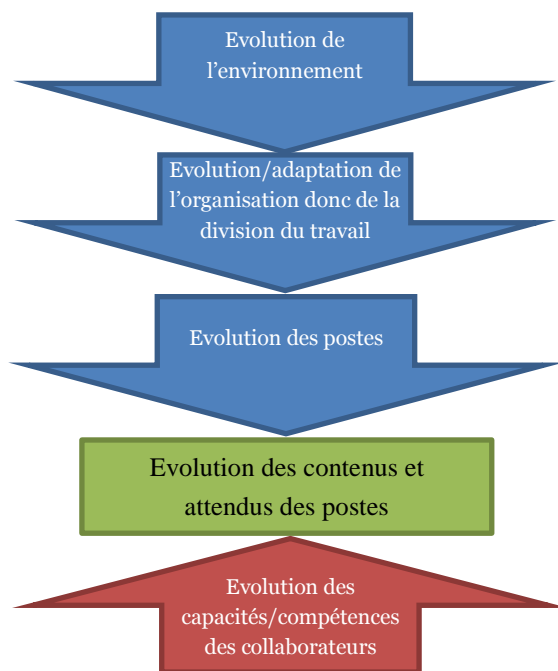 Evolution de
l’environnement
Evolution/adaptation de
l’organisation donc de la
division du travail
Evolution des postes
Evolution des contenus et
attendus des postes
Evolution des
capacités/compétences
des collaborateurs